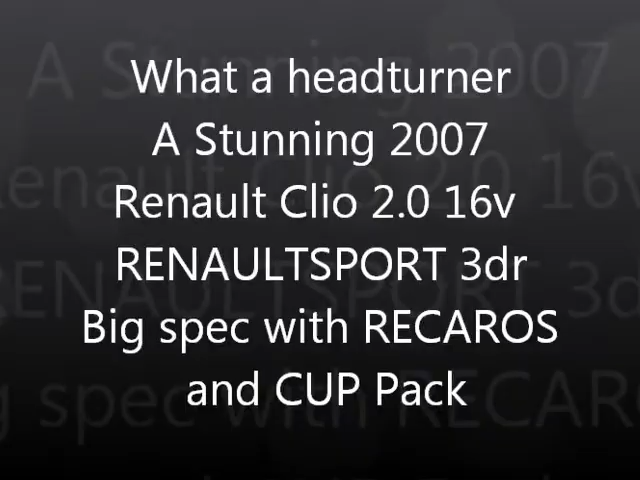 What a headturner
A Stunning 2007
Renault Clio 2.0 16v
RENAULTSPORT 3dr
Big spec with RECAROS
and CUP Pack